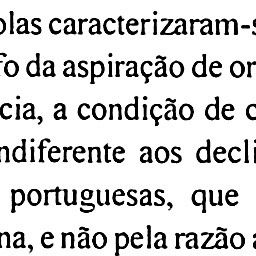 olas caracterizaram-s
fo da aspiração de or
cia, a condição de c
ndiferente aos decli
portuguesas, que
na, e não pela razão a